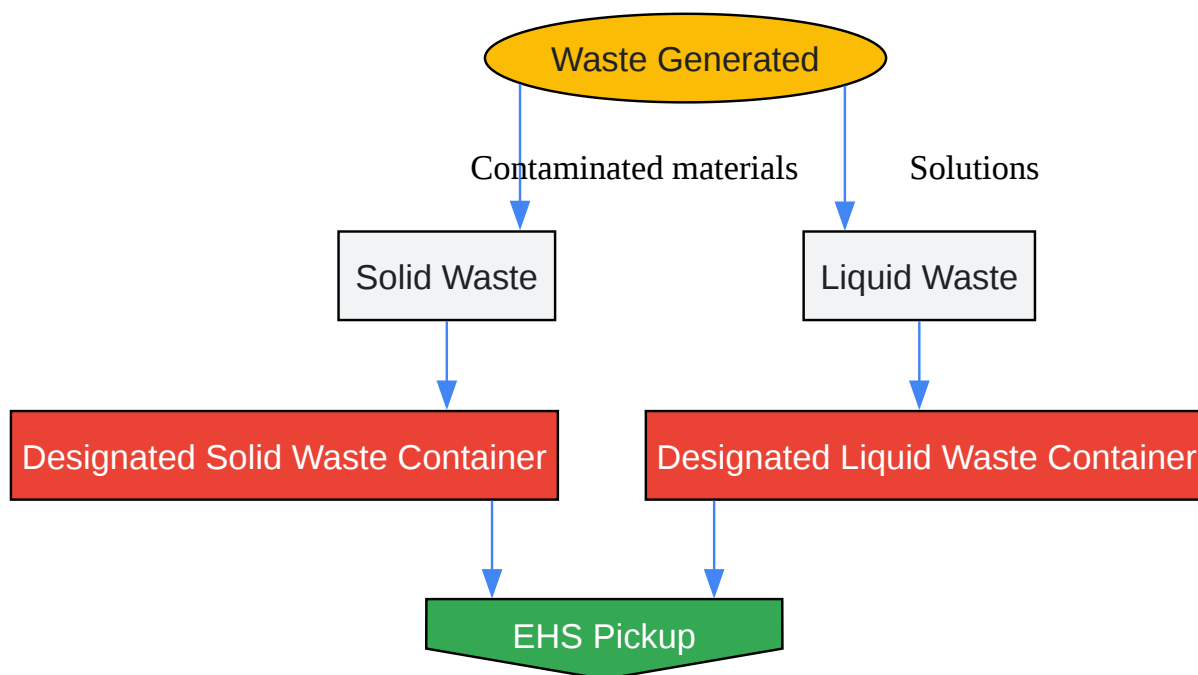 Waste Generated
Contaminated materials
Solutions
Solid Waste
Liquid Waste
Designated Solid Waste Container
Designated Liquid Waste Container
EHS Pickup